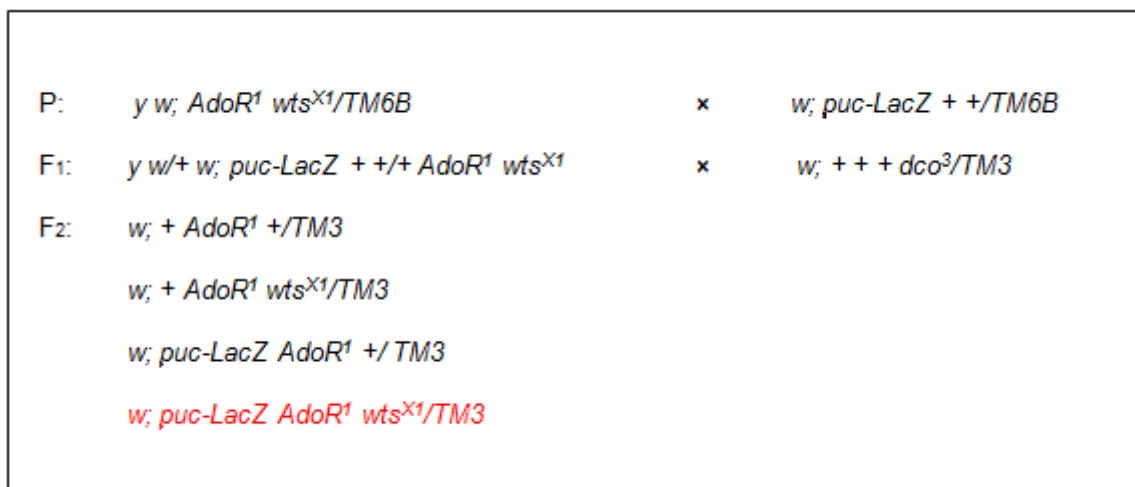 P: y w; AdoR¹ wtsˣ¹/TM6B × w; puc-LacZ + +/TM6B
F₁: y w/+ w; puc-LacZ + +/+ AdoR¹ wtsˣ¹ × w; + + + dco³/TM3
F₂: w; + AdoR¹ +/TM3
w; + AdoR¹ wtsˣ¹/TM3
w; puc-LacZ AdoR¹ +/ TM3
w; puc-LacZ AdoR¹ wtsˣ¹/TM3